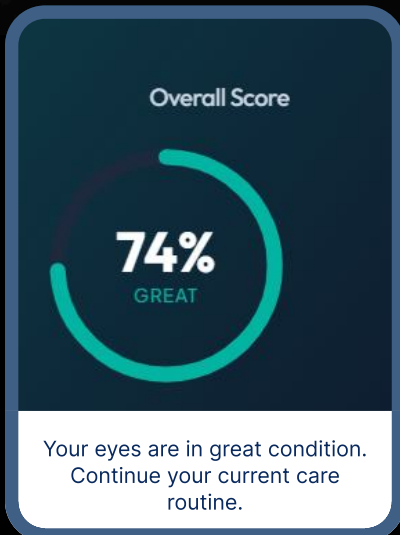 Overall Score
74%
GREAT
Your eyes are in great condition.
Continue your current care
routine.